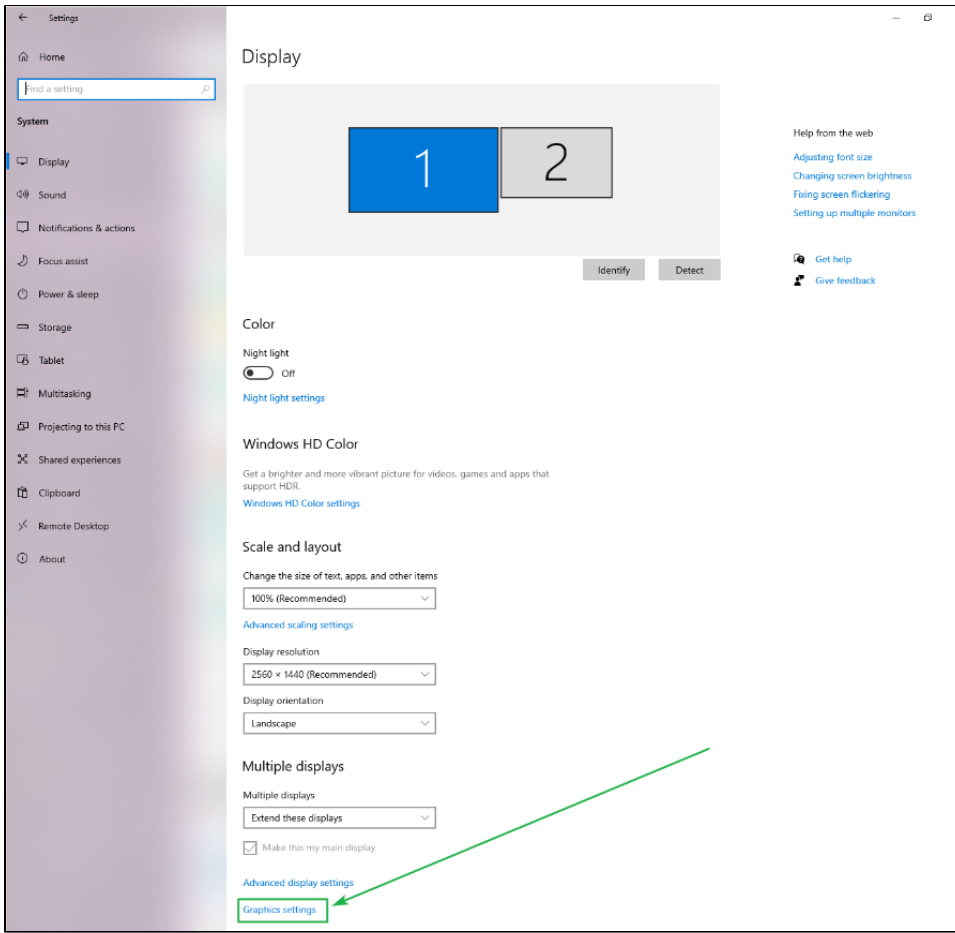 Settings
Home
Find a setting
System
Display
Sound
Notifications & actions
Focus assist
Power & sleep
Storage
Tablet
Multitasking
Projecting to this PC
Shared experiences
Clipboard
Remote Desktop
About
Display
1
2
Identify
Detect
Color
Night light
Off
Night light settings
Windows HD Color
Get a brighter and more vibrant picture for videos, games and apps that
support HDR.
Windows HD Color settings
Scale and layout
Change the size of text, apps, and other items
100% (Recommended)
Advanced scaling settings
Display resolution
2560 × 1440 (Recommended)
Display orientation
Landscape
Multiple displays
Multiple displays
Extend these displays
Make this my main display
Advanced display settings
Graphics settings
Help from the web
Adjusting font size
Changing screen brightness
Fixing screen flickering
Setting up multiple monitors
Get help
Give feedback